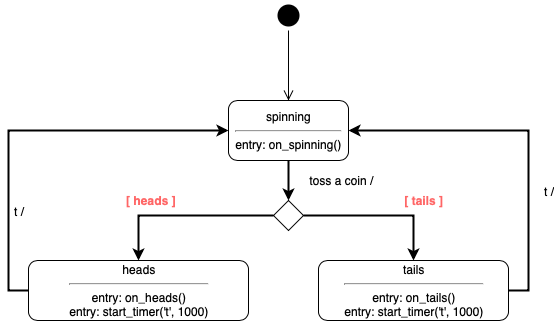 spinning
entry: on_spinning()
toss a coin /
[ heads ]
[ tails ]
t /
t /
heads
entry: on_heads()
entry: start_timer('t', 1000)
tails
entry: on_tails()
entry: start_timer('t', 1000)